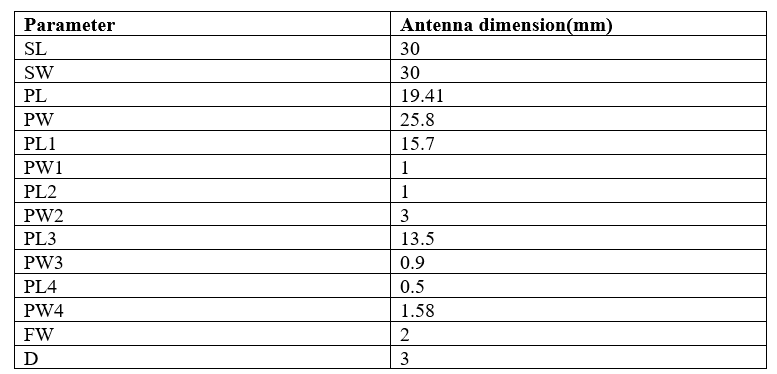 Parameter Antenna dimension(mm)
SL 30
SW 30
PL 19.41
PW 25.8
PL1 15.7
PW1 1
PL2 1
PW2 3
PL3 13.5
PW3 0.9
PL4 0.5
PW4 1.58
FW 2
D 3